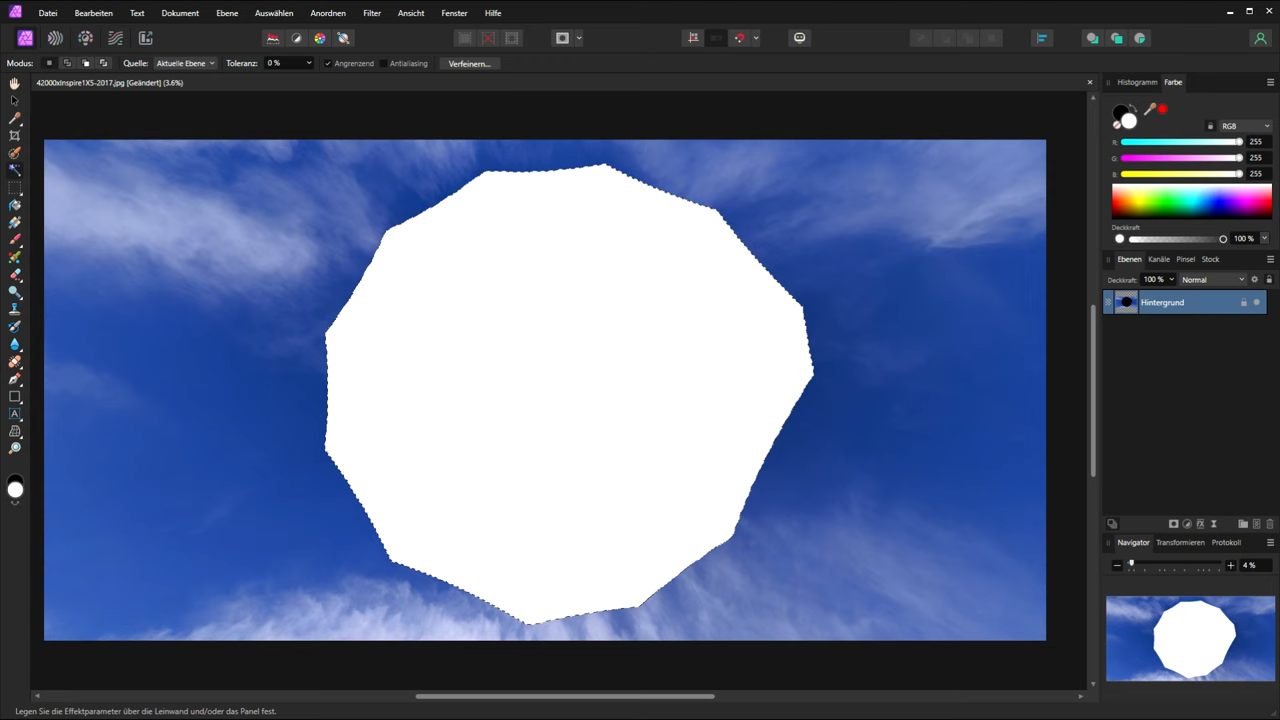 Datei Bearbeiten Text Dokument Ebene Auswählen Anordnen Filter Ansicht Fenster Hilfe
Modus: Quelle: Aktuelle Ebene Toleranz: 0 % Angrenzend Antialiasing Verfeinern...
42000xInspire1X5-2017.jpg [Geändert] (3.6%)
Histogramm Farbe
RGB
R: 255
G: 255
B: 255
Deckkraft
100 %
Ebenen Kanäle Pinsel Stock
Deckkraft: 100 % Normal
Hintergrund
fx
Navigator Transformieren Protokoll
4 %
A
Legen Sie die Effektparameter über die Leinwand und/oder das Panel fest.